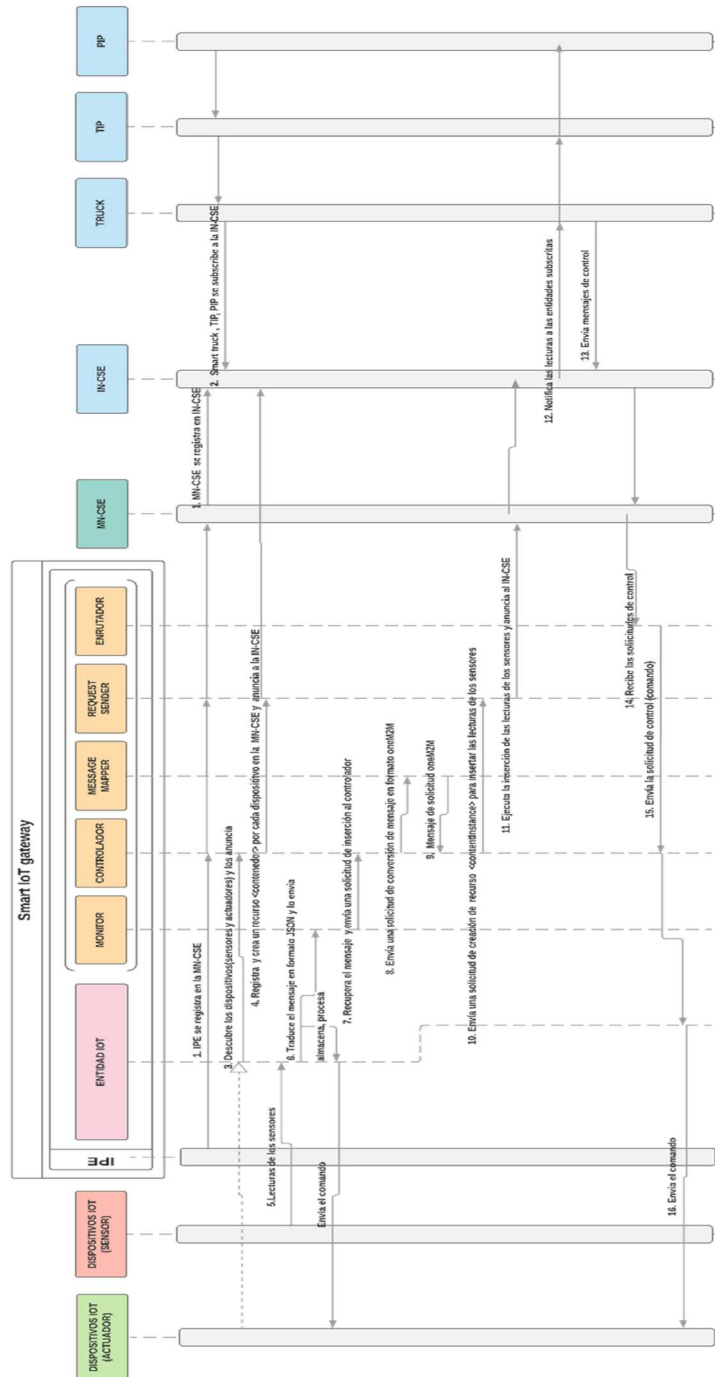 Smart IoT gateway
DISPOSITIVOS IOT
(ACTUADOR)
DISPOSITIVOS IOT
(SENSOR)
IPE
ENTIDAD IOT
MONITOR
CONTROLADOR
MESSAGE
MAPPER
REQUEST
SENDER
ENRUTADOR
MN-CSE
IN-CSE
TRUCK
TIP
PIP
1. IPE se registra en la MN-CSE
1. MN-CSE se registra en IN-CSE
2. Smart truck , TIP, PIP se subscribe a la IN-CSE
3. Descubre los dispositivos(sensores y actuadores) y los anuncia
4. Registra y crea un recurso <contenedo> por cada dispositivo en la MN-CSE y anuncia a la IN-CSE
5.Lecturas de los sensores
6. Traduce el mensaje en formato JSON y lo envía
almacena, procesa
Envía el comando
7. Recupera el mensaje y envía una solicitud de inserción al controlador
8. Envía una solicitud de conversión de mensaje en formato oneM2M
9. Mensaje de solicitud oneM2M
10. Envía una solicitud de creación de recurso <contentInstance> para insertar las lecturas de los sensores
11. Ejecuta la inserción de las lecturas de los sensores y anuncia al IN-CSE
12. Notifica las lecturas a las entidades subscritas
13. Envía mensajes de control
14. Recibe las soliicitudes de control
15. Envía la solicitud de control (comando)
16. Envía el comando